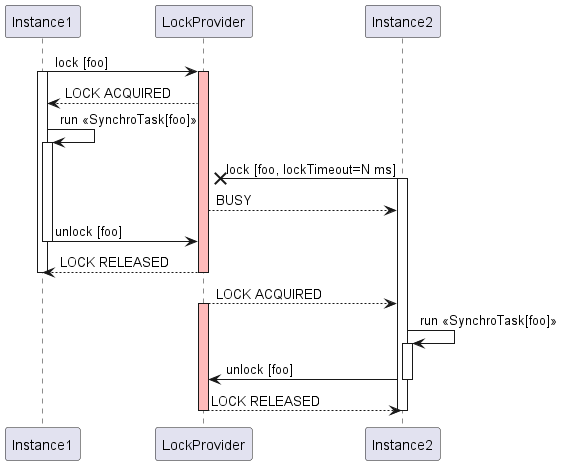 Instance1
LockProvider
Instance2
lock [foo]
LOCK ACQUIRED
run «SynchroTask[foo]»
lock [foo, lockTimeout=N ms]
BUSY
unlock [foo]
LOCK RELEASED
LOCK ACQUIRED
run «SynchroTask[foo]»
unlock [foo]
LOCK RELEASED
Instance1
LockProvider
Instance2